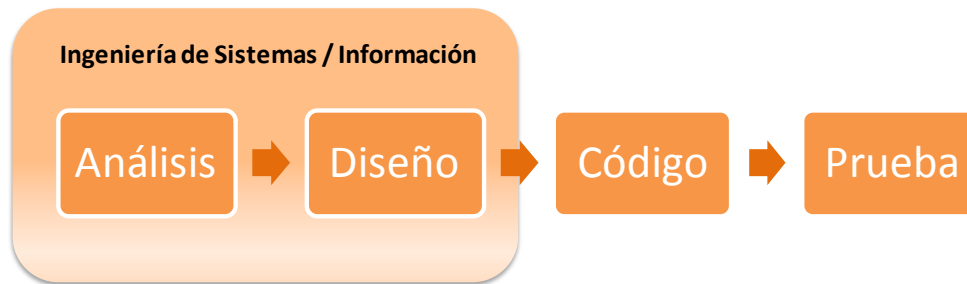 Ingeniería de Sistemas / Información
Análisis
Diseño
Código
Prueba